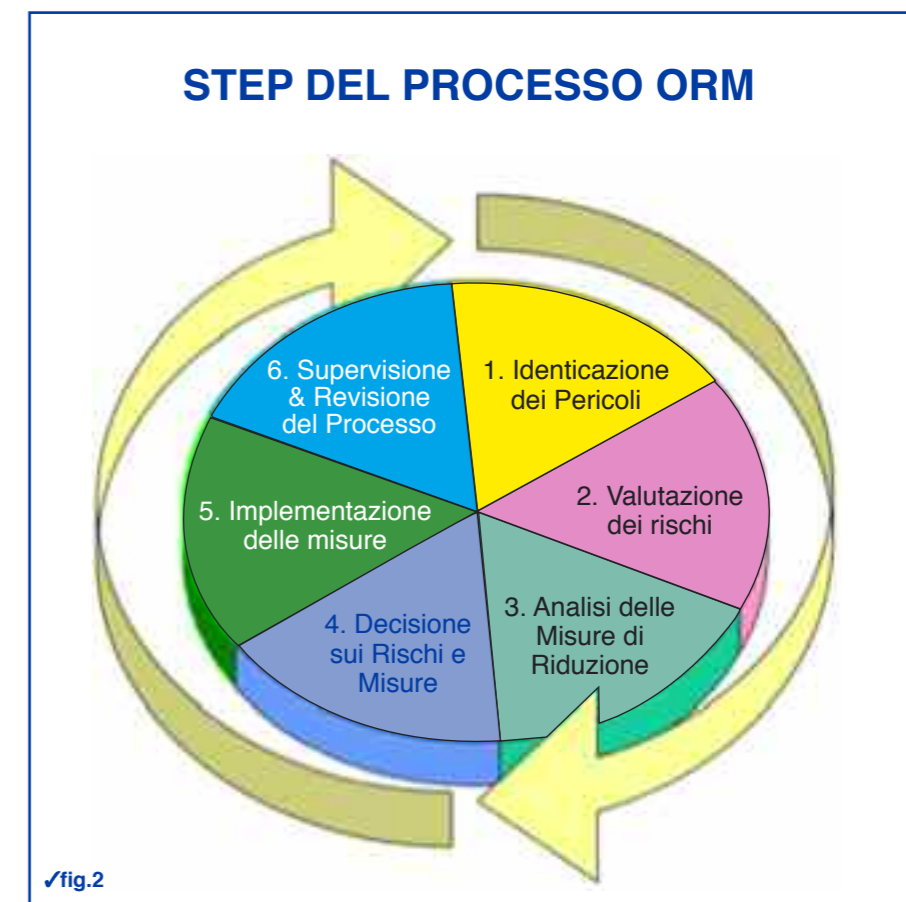 STEP DEL PROCESSO ORM
1. Identicazione
dei Pericoli
2. Valutazione
dei rischi
3. Analisi delle
Misure di
Riduzione
4. Decisione
sui Rischi e
Misure
5. Implementazione
delle misure
6. Supervisione
& Revisione
del Processo
✓fig.2